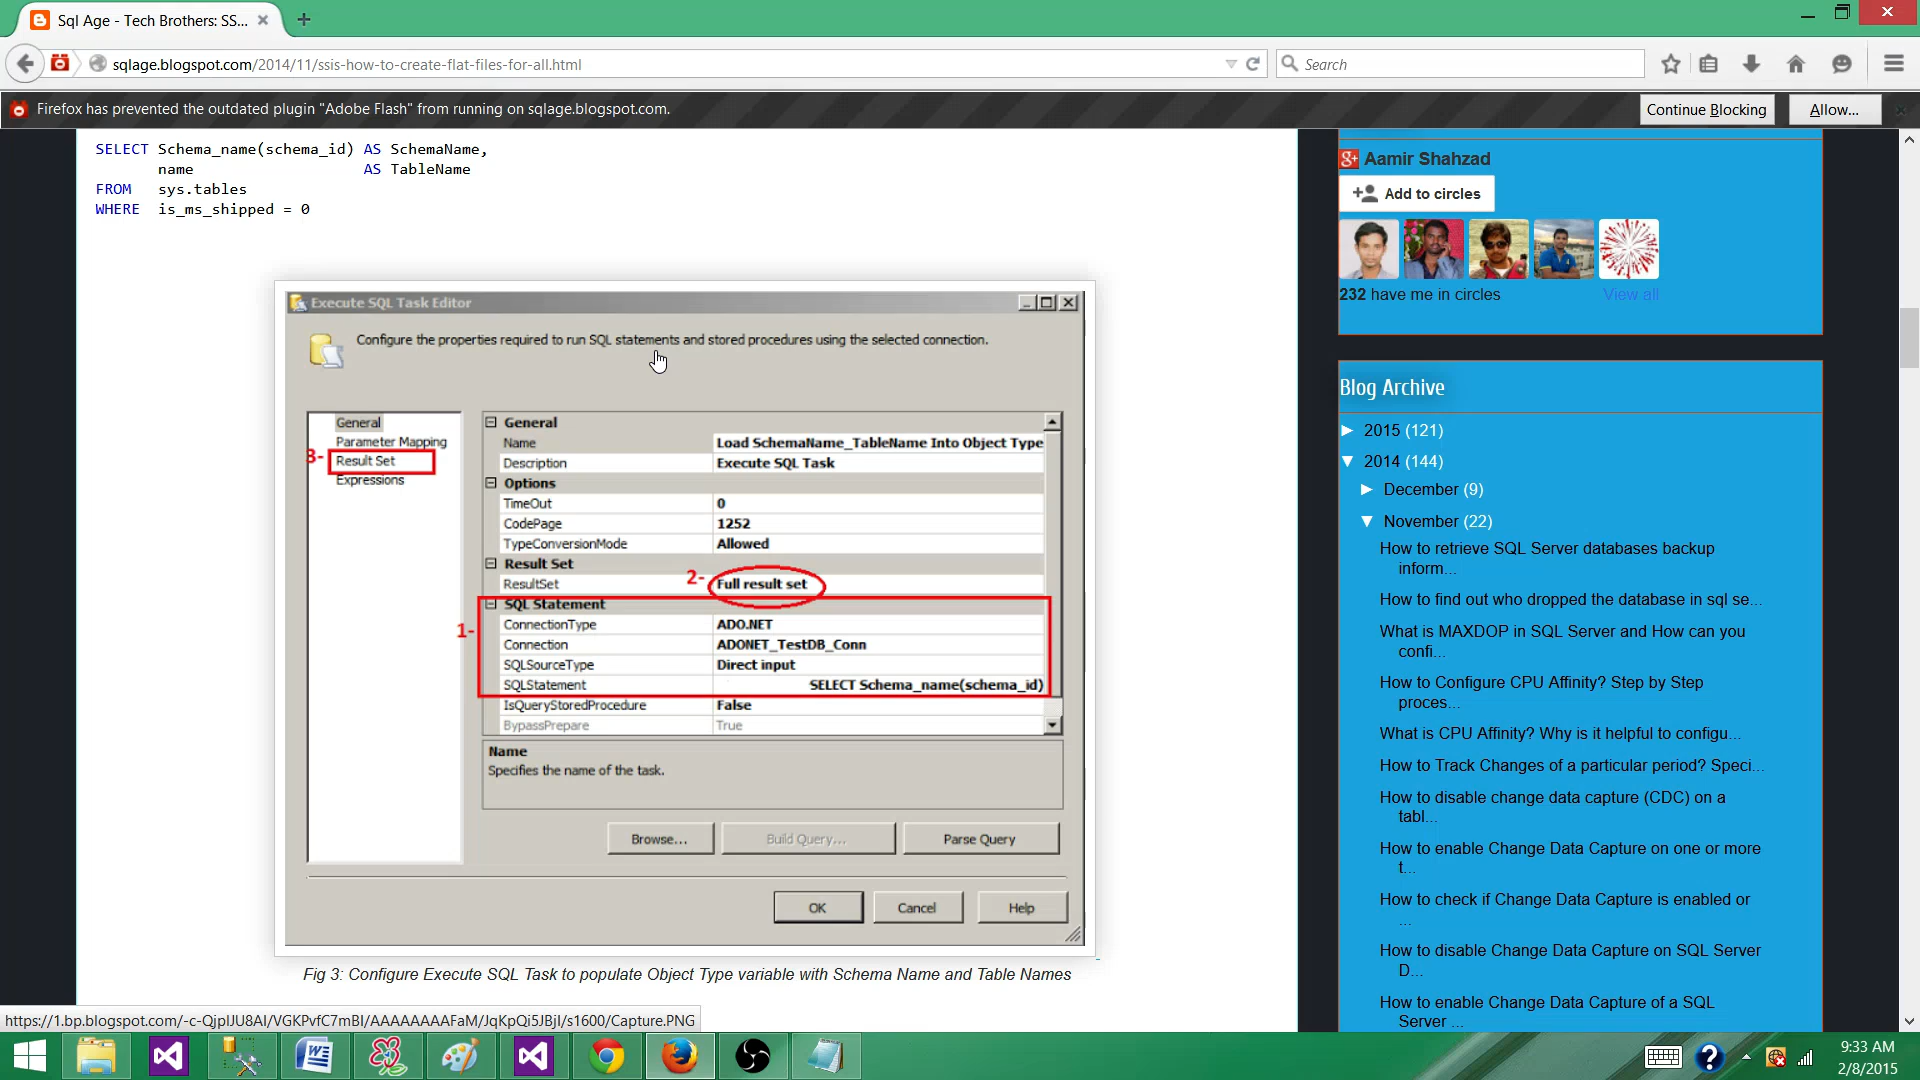 Sql Age - Tech Brothers: SS...
sqlage.blogspot.com/2014/11/ssis-how-to-create-flat-files-for-all.html
Search
Firefox has prevented the outdated plugin "Adobe Flash" from running on sqlage.blogspot.com.
Continue Blocking
Allow...
SELECT Schema_name(schema_id) AS SchemaName,
name AS TableName
FROM sys.tables
WHERE is_ms_shipped = 0
Execute SQL Task Editor
Configure the properties required to run SQL statements and stored procedures using the selected connection.
General
Parameter Mapping
3- Result Set
Expressions
General
Name Load SchemaName_TableName Into Object Type
Description Execute SQL Task
Options
TimeOut 0
CodePage 1252
TypeConversionMode Allowed
Result Set
ResultSet 2- Full result set
SQL Statement
1- ConnectionType ADO.NET
Connection ADONET_TestDB_Conn
SQLSourceType Direct input
SQLStatement SELECT Schema_name(schema_id)
IsQueryStoredProcedure False
BypassPrepare True
Name
Specifies the name of the task.
Browse... Build Query... Parse Query
OK Cancel Help
Fig 3: Configure Execute SQL Task to populate Object Type variable with Schema Name and Table Names
g+ Aamir Shahzad
Add to circles
232 have me in circles View all
Blog Archive
► 2015 (121)
▼ 2014 (144)
► December (9)
▼ November (22)
How to retrieve SQL Server databases backup
inform...
How to find out who dropped the database in sql se...
What is MAXDOP in SQL Server and How can you
confi...
How to Configure CPU Affinity? Step by Step
proces...
What is CPU Affinity? Why is it helpful to configu...
How to Track Changes of a particular period? Speci...
How to disable change data capture (CDC) on a
tabl...
How to enable Change Data Capture on one or more
t...
How to check if Change Data Capture is enabled or
...
How to disable Change Data Capture on SQL Server
D...
How to enable Change Data Capture of a SQL
Server ...
https://1.bp.blogspot.com/-c-QjplJU8AI/VGKPvfC7mBI/AAAAAAAAFaM/JqKpQi5JBjI/s1600/Capture.PNG
9:33 AM
2/8/2015